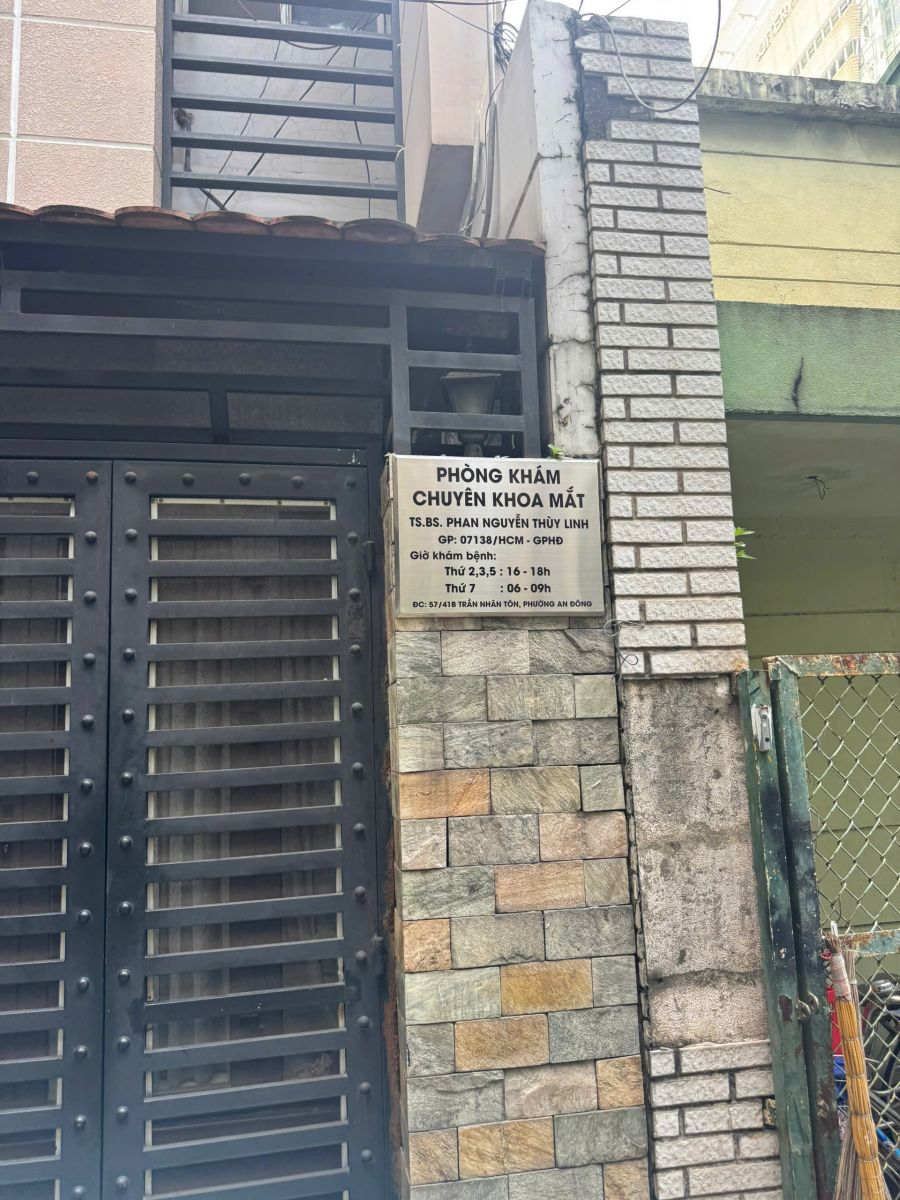 PHÒNG KHÁM
CHUYÊN KHOA MẮT
TS.BS. PHAN NGUYỄN THÙY LINH
GP: 07138/HCM - GPHĐ
Giờ khám bệnh:
Thứ 2,3,5 : 16 - 18h
Thứ 7 : 06 - 09h
ĐC: 57/41B TRẦN NHÂN TÔN, PHƯỜNG AN ĐÔNG